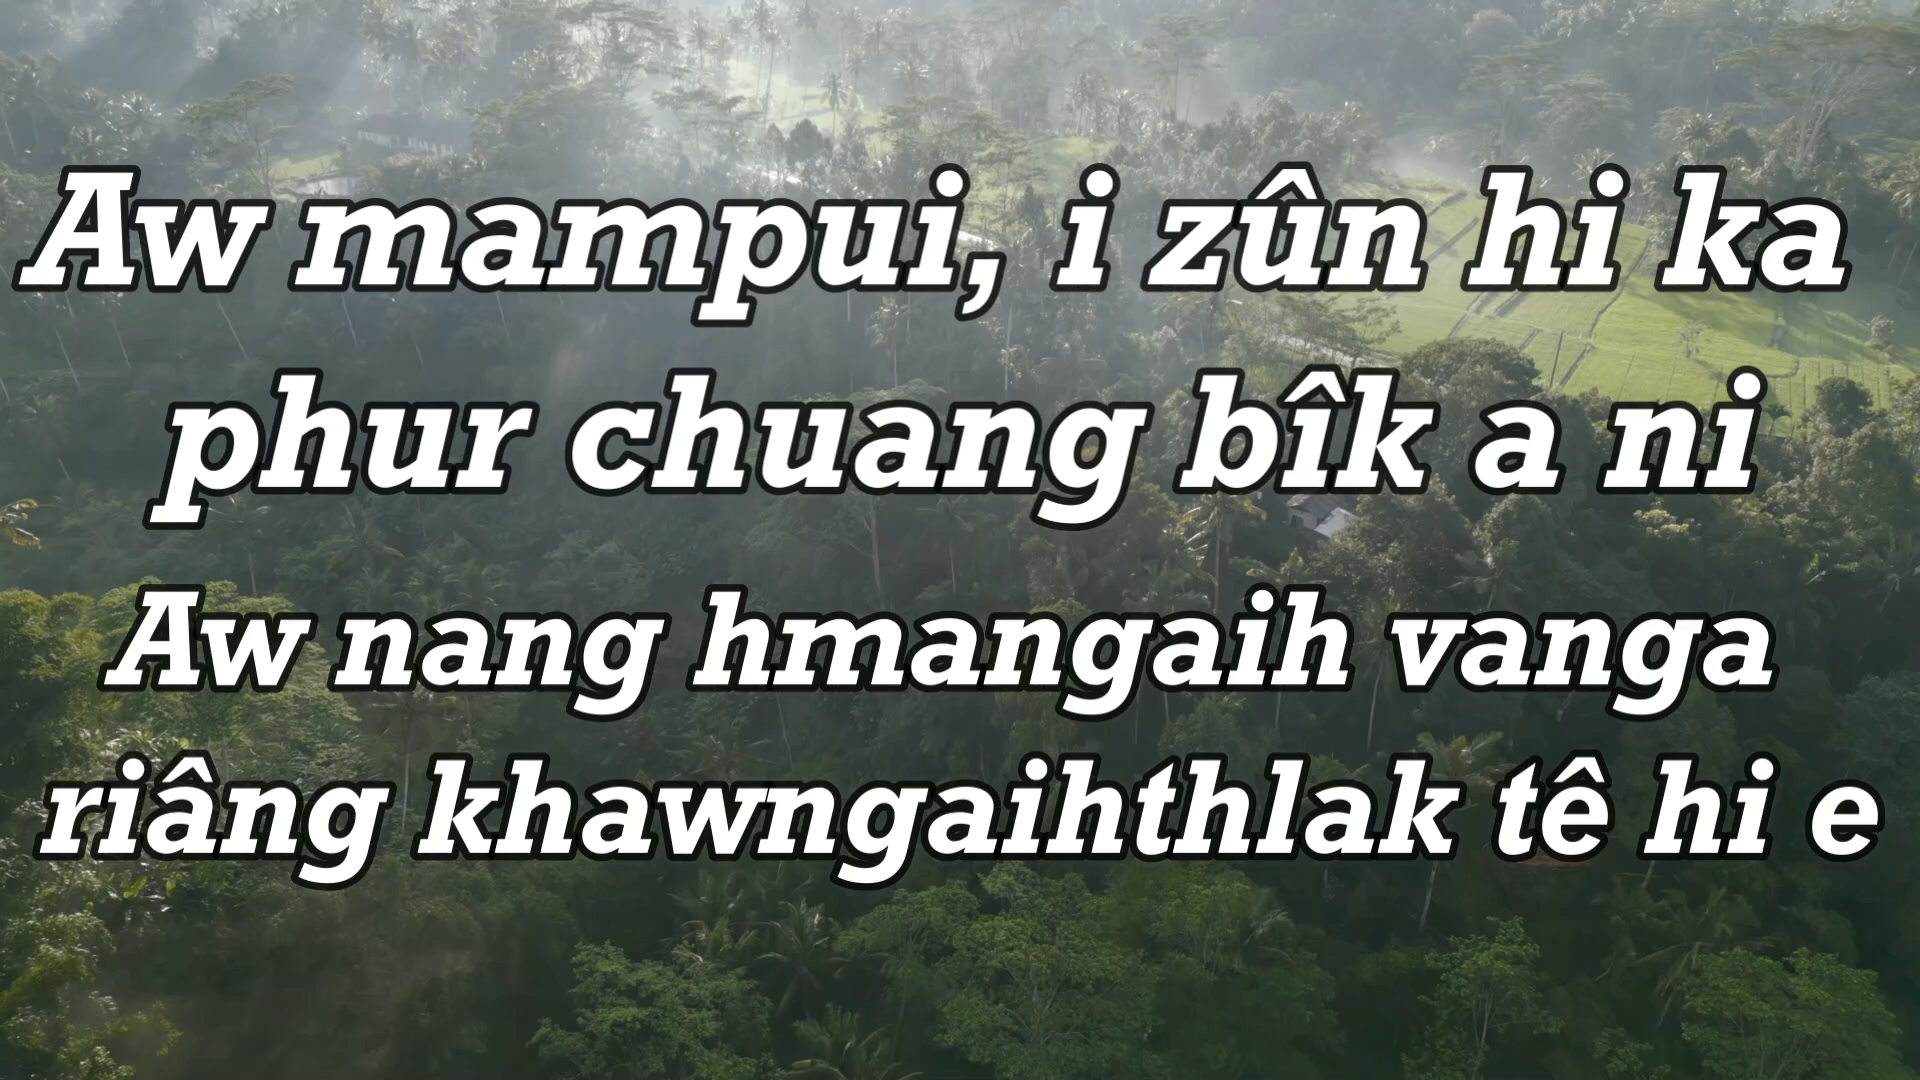 Aw mampui, i zûn hi ka
phur chuang bîk a ni
Aw nang hmangaih vanga
riâng khawngaihthlak tê hi e